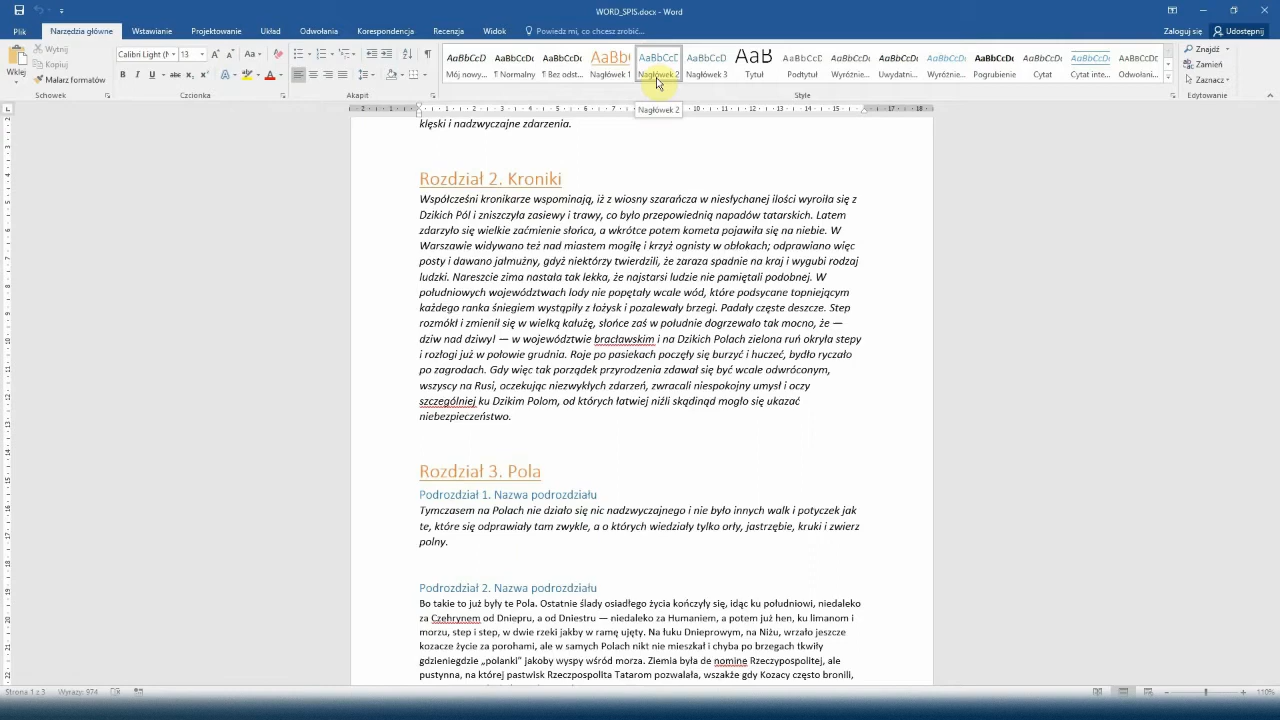 WORD_SPIS.docx - Word
Plik Narzędzia główne Wstawianie Projektowanie Układ Odwołania Korespondencja Recenzja Widok Powiedz mi, co chcesz zrobić... Zaloguj się Udostępnij
Wklej
Wytnij
Kopiuj
Malarz formatów
Schowek
Calibri Light (N 13
Akapit
AaBbCcDc AaBbCcDc AaBbCcDc AaBbC AaBbCcD AaBbCcD AaB AaBbCcDc AaBbCcDc AaBbCcDc AaBbCcDc AaBbCcDc AaBbCcDc AaBbCcDc AaBbCcDc
Mój nowy... ¶ Normalny ¶ Bez odst... Nagłówek 1 Nagłówek 2 Nagłówek 3 Tytuł Podtytuł Wyróżnie... Uwydatni... Wyróżnie... Pogrubienie Cytat Cytat inte... Odwołani...
Style
Znajdź
Zamień
Zaznacz
Edytowanie
Nagłówek 2
klęski i nadzwyczajne zdarzenia.
Rozdział 2. Kroniki
Współcześni kronikarze wspominają, iż z wiosny szarańcza w niesłychanej ilości wyroiła się z
Dzikich Pól i zniszczyła zasiewy i trawy, co było przepowiednią napadów tatarskich. Latem
zdarzyło się wielkie zaćmienie słońca, a wkrótce potem kometa pojawiła się na niebie. W
Warszawie widywano też nad miastem mogiłę i krzyż ognisty w obłokach; odprawiano więc
posty i dawano jałmużny, gdyż niektórzy twierdzili, że zaraza spadnie na kraj i wygubi rodzaj
ludzki. Nareszcie zima nastała tak lekka, że najstarsi ludzie nie pamiętali podobnej. W
południowych województwach lody nie popętały wcale wód, które podsycane topniejącym
każdego ranka śniegiem wystąpiły z łożysk i pozalewały brzegi. Padały częste deszcze. Step
rozmókł i zmienił się w wielką kałużę, słońce zaś w południe dogrzewało tak mocno, że —
dziw nad dziwy! — w województwie bracławskim i na Dzikich Polach zielona ruń okryła stepy
i rozłogi już w połowie grudnia. Roje po pasiekach poczęły się burzyć i huczeć, bydło ryczało
po zagrodach. Gdy więc tak porządek przyrodzenia zdawał się być wcale odwróconym,
wszyscy na Rusi, oczekując niezwykłych zdarzeń, zwracali niespokojny umysł i oczy
szczególniej ku Dzikim Polom, od których łatwiej niźli skądinąd mogło się ukazać
niebezpieczeństwo.
Rozdział 3. Pola
Podrozdział 1. Nazwa podrozdziału
Tymczasem na Polach nie działo się nic nadzwyczajnego i nie było innych walk i potyczek jak
te, które się odprawiały tam zwykle, a o których wiedziały tylko orły, jastrzębie, kruki i zwierz
polny.
Podrozdział 2. Nazwa podrozdziału
Bo takie to już były te Pola. Ostatnie ślady osiadłego życia kończyły się, idąc ku południowi, niedaleko
za Czehrynem od Dniepru, a od Dniestru — niedaleko za Humaniem, a potem już hen, ku limanom i
morzu, step i step, w dwie rzeki jakby w ramę ujęty. Na łuku Dnieprowym, na Niżu, wrzało jeszcze
kozacze życie za porohami, ale w samych Polach nikt nie mieszkał i chyba po brzegach tkwiły
gdzieniegdzie „polanki” jakoby wyspy wśród morza. Ziemia była de nomine Rzeczypospolitej, ale
pustynna, na której pastwisk Rzeczpospolita Tatarom pozwalała, wszakże gdy Kozacy często bronili,
Strona 1 z 3 Wyrazy: 974 110%